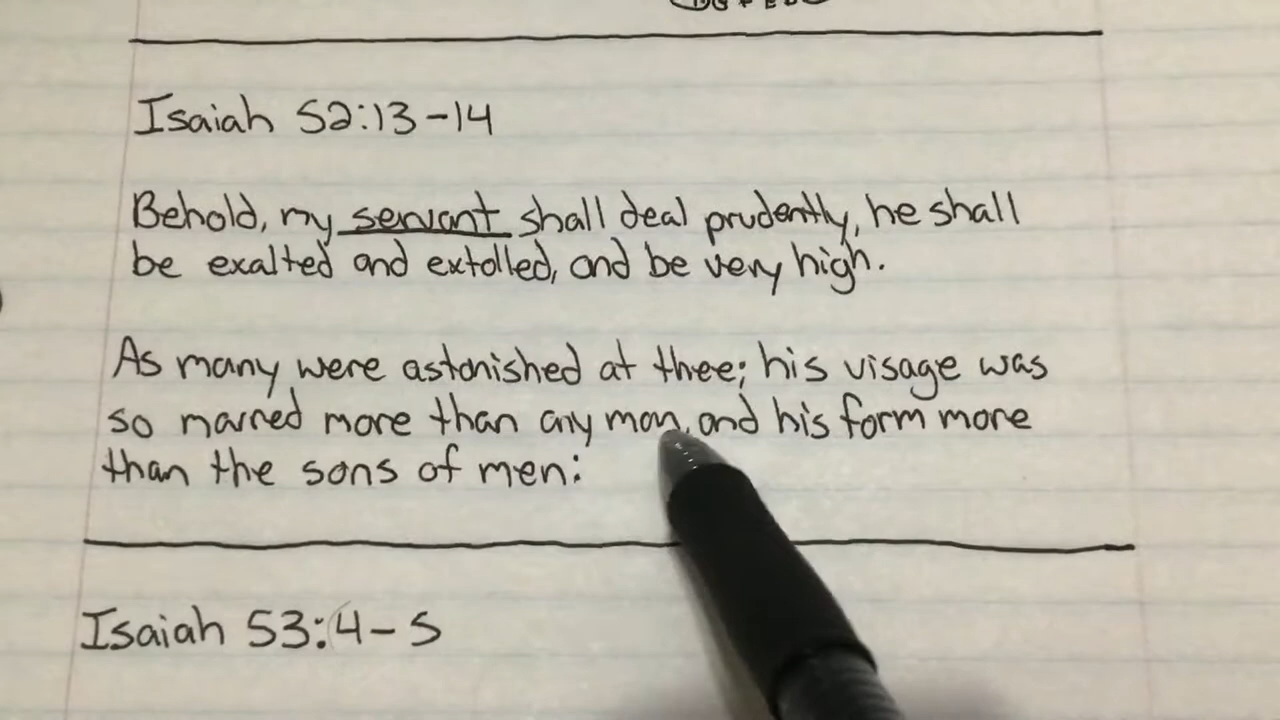 Isaiah 52:13-14
Behold, my servant shall deal prudently, he shall
be exalted and extolled, and be very high.
As many were astonished at thee; his visage was
so marred more than any man, and his form more
than the sons of men:
Isaiah 53:4-5